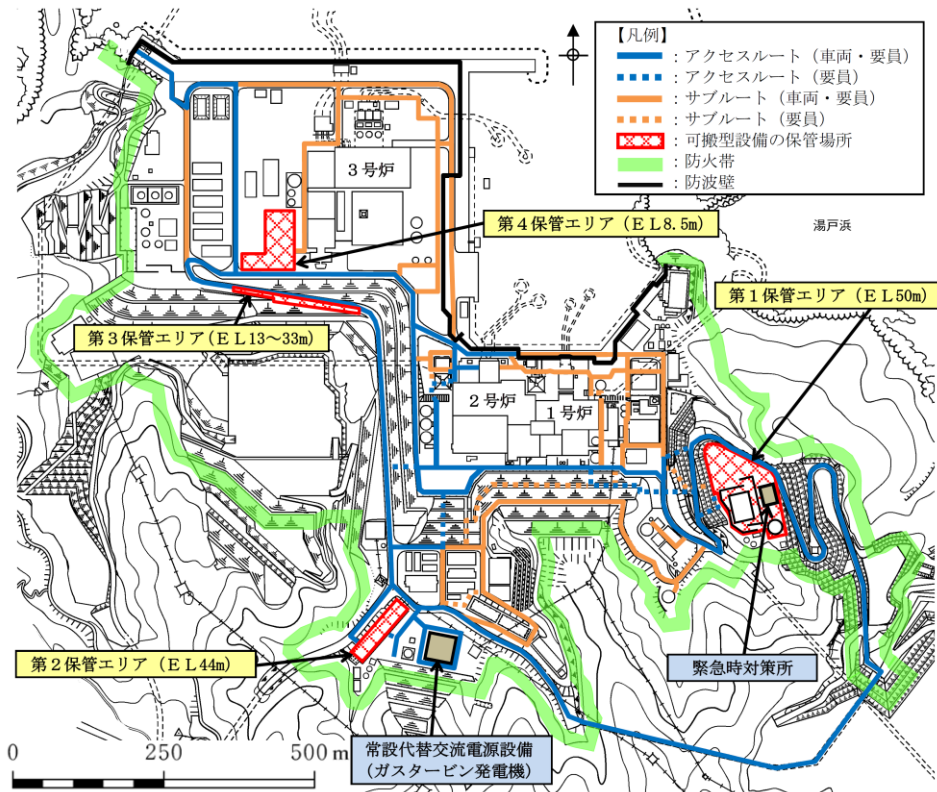 【凡例】
：アクセスルート（車両・要員）
：アクセスルート（要員）
：サブルート（車両・要員）
：サブルート（要員）
：可搬型設備の保管場所
：防火帯
：防波壁
3号炉
第4保管エリア（EL8.5m）
湯戸浜
第1保管エリア（EL50m）
第3保管エリア（EL13～33m）
2号炉
1号炉
第2保管エリア（EL44m）
緊急時対策所
常設代替交流電源設備
（ガスタービン発電機）
0 250 500 m